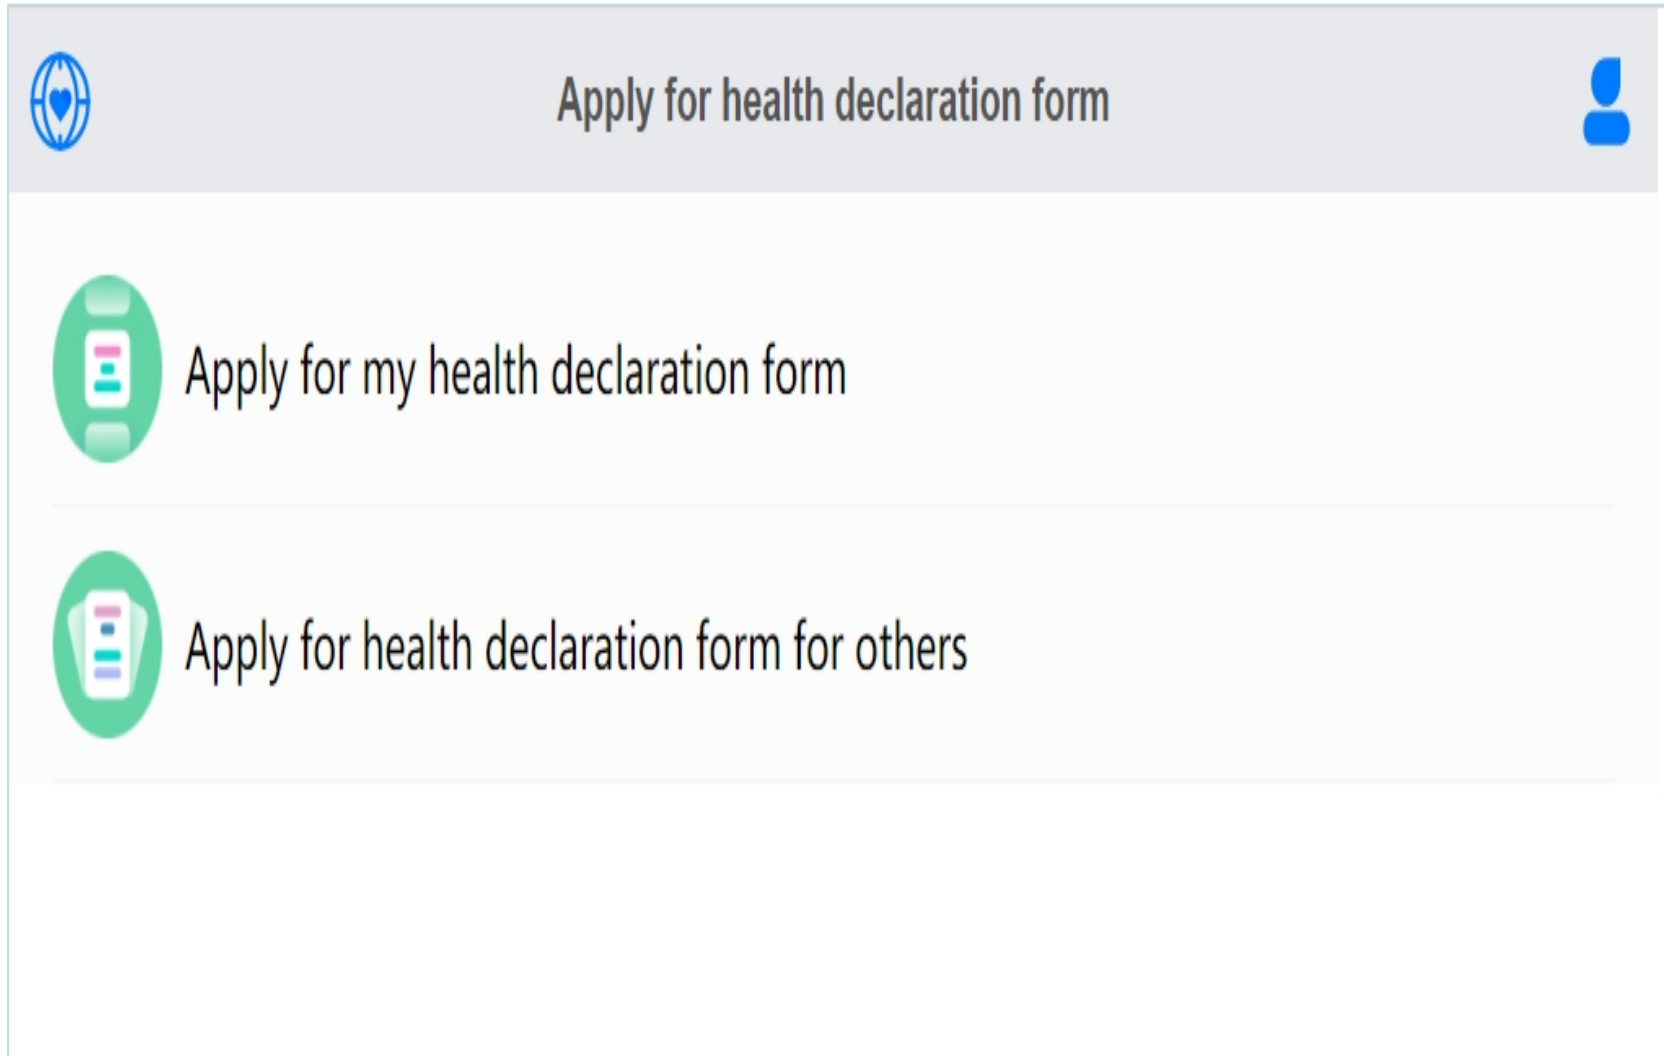 Apply for health declaration form
Apply for my health declaration form
Apply for health declaration form for others